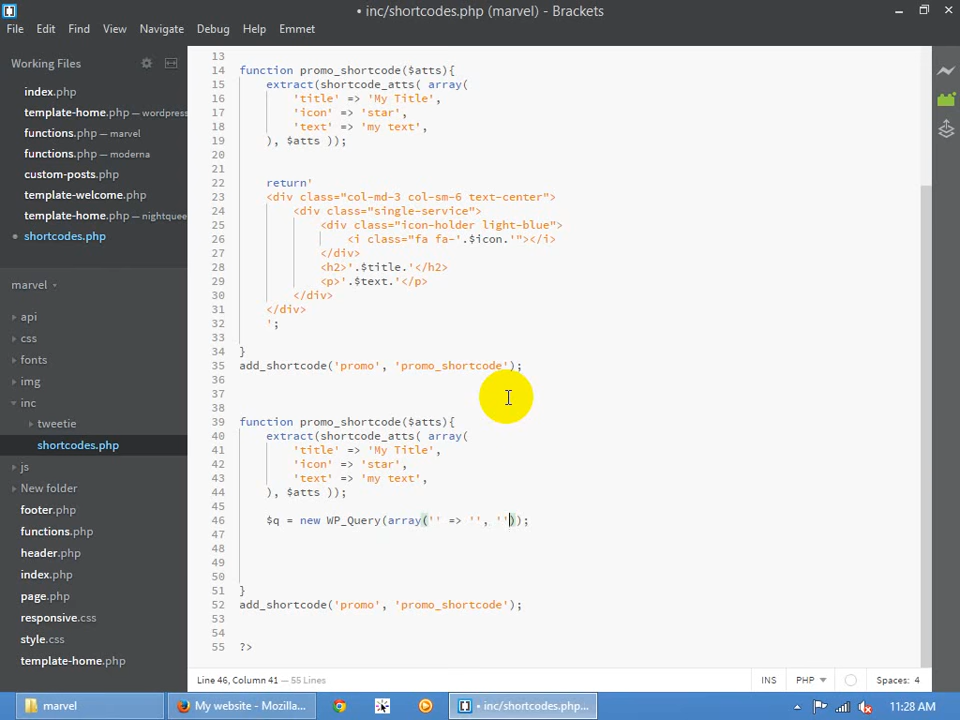 • inc/shortcodes.php (marvel) - Brackets
File Edit Find View Navigate Debug Help Emmet
Working Files
index.php
template-home.php — wordpress
functions.php — marvel
functions.php — moderna
custom-posts.php
template-welcome.php
template-home.php — nightquee
shortcodes.php
marvel
api
css
fonts
img
inc
tweetie
shortcodes.php
js
New folder
footer.php
functions.php
header.php
index.php
page.php
responsive.css
style.css
template-home.php
13
14 function promo_shortcode($atts){
15 extract(shortcode_atts( array(
16 'title' => 'My Title',
17 'icon' => 'star',
18 'text' => 'my text',
19 ), $atts ));
20
21
22 return'
23 <div class="col-md-3 col-sm-6 text-center">
24 <div class="single-service">
25 <div class="icon-holder light-blue">
26 <i class="fa fa-'.$icon.'"></i>
27 </div>
28 <h2>'.$title.'</h2>
29 <p>'.$text.'</p>
30 </div>
31 </div>
32 ';
33
34 }
35 add_shortcode('promo', 'promo_shortcode');
36
37
38
39 function promo_shortcode($atts){
40 extract(shortcode_atts( array(
41 'title' => 'My Title',
42 'icon' => 'star',
43 'text' => 'my text',
44 ), $atts ));
45
46 $q = new WP_Query(array('' => '', ''));
47
48
49
50
51 }
52 add_shortcode('promo', 'promo_shortcode');
53
54
55 ?>
Line 46, Column 41 — 55 Lines
INS PHP Spaces: 4
marvel
My website - Mozilla...
• inc/shortcodes.php...
11:28 AM